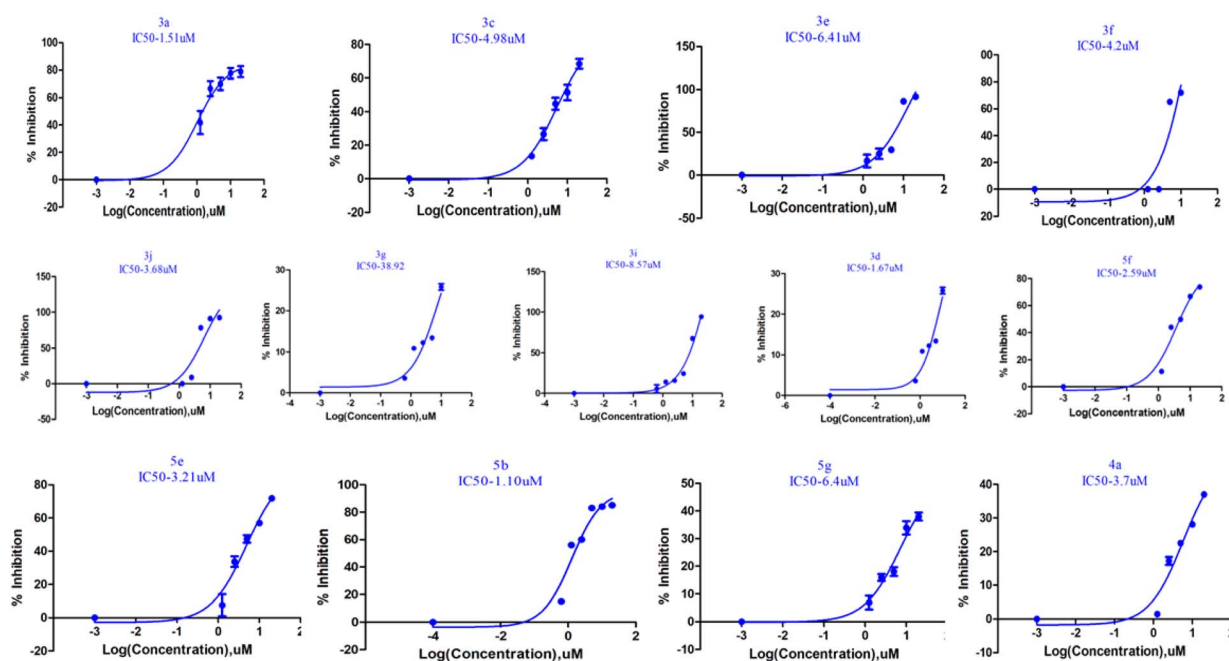 3a
IC50-1.51uM
100
80
60
40
20
0
-20
% Inhibition
-4 -3 -2 -1 0 1 2
Log(Concentration),uM
3c
IC50-4.98uM
80
60
40
20
0
-20
% Inhibition
-4 -3 -2 -1 0 1 2
Log(Concentration),uM
3e
IC50-6.41uM
150
100
50
0
-50
% Inhibition
-4 -3 -2 -1 0 1 2
Log(Concentration),uM
3f
IC50-4.2uM
00
80
60
40
20
0
20
% Inhibition
-3 -2 -1 0 1 2
Log(Concentration),uM
3j
IC50-3.68uM
150
100
50
0
-50
% Inhibition
-4 -3 -2 -1 0 1 2
Log(Concentration),uM
3g
IC50-38.92
30
20
10
0
% Inhibition
-4 -3 -2 -1 0 1 2
Log(Concentration),uM
3i
IC50-8.57uM
150
100
50
0
% Inhibition
-4 -3 -2 -1 0 1 2
Log(Concentration),uM
3d
IC50-1.67uM
30
20
10
0
% Inhibition
-6 -4 -2 0 2
Log(Concentration),uM
5f
IC50-2.59uM
100
80
60
40
20
0
-20
% Inhibition
-4 -3 -2 -1 0 1 2
Log(Concentration),uM
5e
IC50-3.21uM
80
60
40
20
0
-20
% Inhibition
-4 -3 -2 -1 0 1 2
Log(Concentration),uM
5b
IC50-1.10uM
100
80
60
40
20
0
-20
% Inhibition
-6 -4 -2 0 2
Log(Concentration),uM
5g
IC50-6.4uM
50
40
30
20
10
0
-10
% Inhibition
-4 -3 -2 -1 0 1
Log(Concentration),uM
4a
IC50-3.7uM
40
30
20
10
0
-10
% Inhibition
-4 -3 -2 -1 0 1 2
Log(Concentration),uM